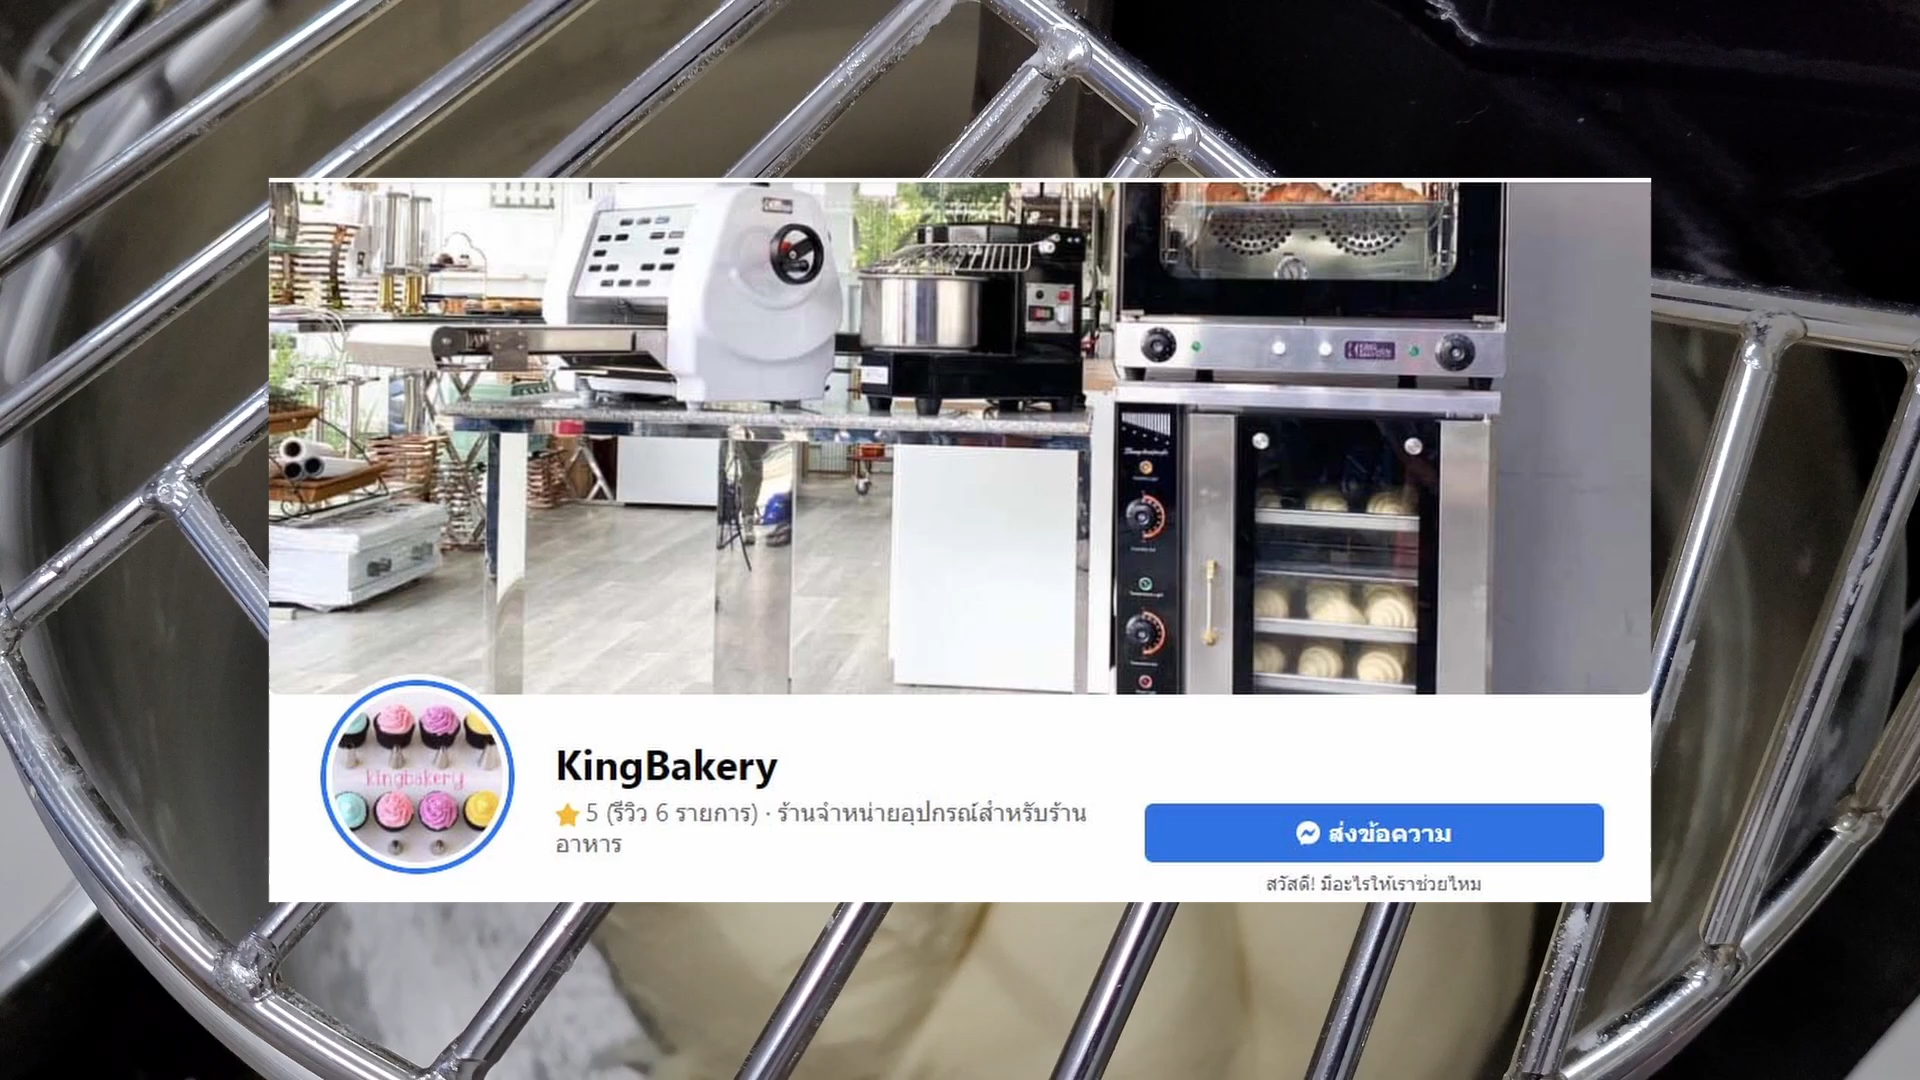 kingbakery
KingBakery
5 (รีวิว 6 รายการ) · ร้านจำหน่ายอุปกรณ์สำหรับร้าน
อาหาร
ส่งข้อความ
สวัสดี! มีอะไรให้เราช่วยไหม